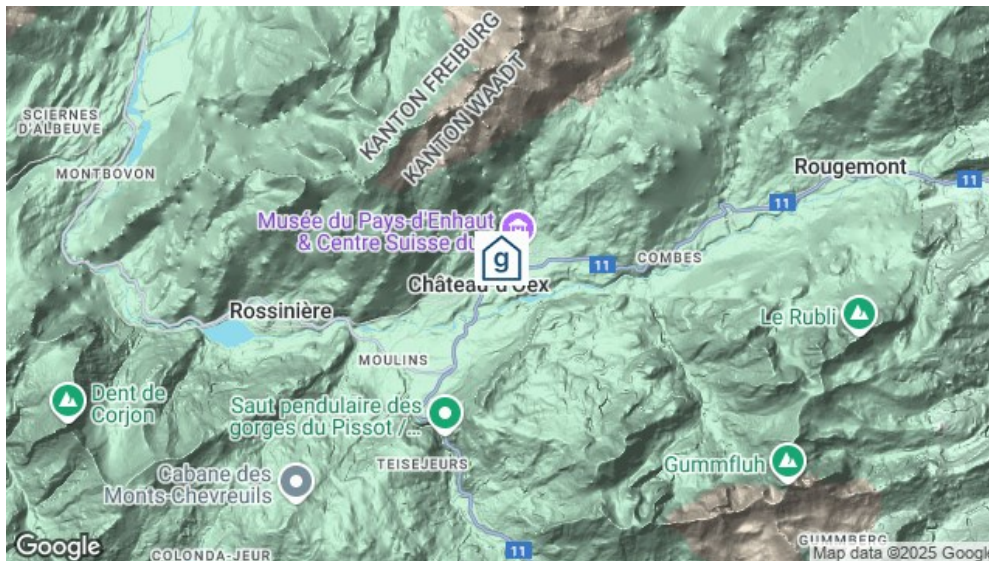 KANTON FREIBURG
KANTON WAADT
SCIERNES
D'ALBEUVE
MONTBOVON
Rougemont
11
11
Musée du Pays-d'Enhaut
& Centre Suisse du
g
11
COMBES
Château-d'Oex
Rossinière
Le Rubli
MOULINS
Dent de
Corjon
Saut pendulaire des
gorges du Pissot /...
TEISEJEURS
Gummfluh
Cabane des
Monts-Chevreuils
GUMMBERG
11
COLONDA-JEUR
Google
Map data ©2025 Google